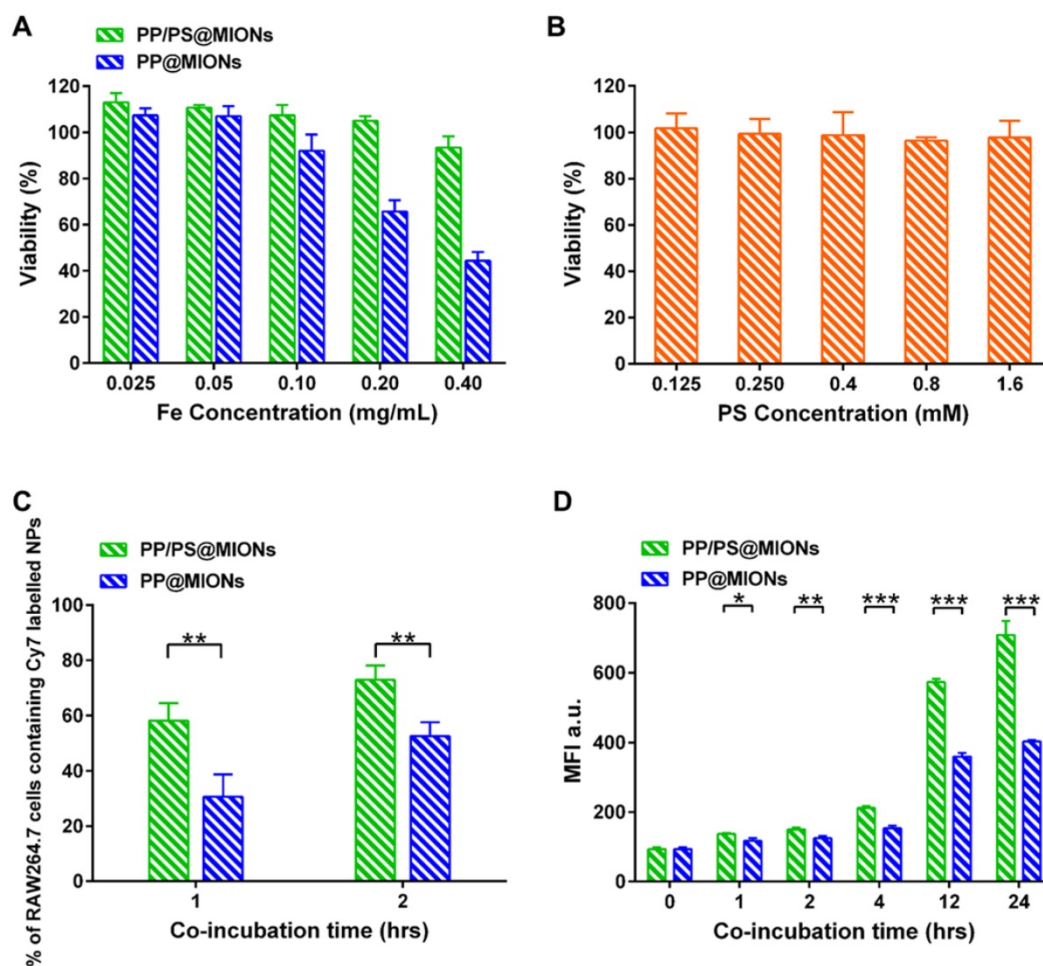 A
PP/PS@MIONs
PP@MIONs
Viability (%)
120
100
80
60
40
20
0
0.025 0.05 0.10 0.20 0.40
Fe Concentration (mg/mL)
B
Viability (%)
120
100
80
60
40
20
0
0.125 0.250 0.4 0.8 1.6
PS Concentration (mM)
C
PP/PS@MIONs
PP@MIONs
% of RAW264.7 cells containing Cy7 labelled NPs
100
80
60
40
20
0
** **
1 2
Co-incubation time (hrs)
D
PP/PS@MIONs
PP@MIONs
MFI a.u.
800
600
400
200
0
* ** *** *** ***
0 1 2 4 12 24
Co-incubation time (hrs)